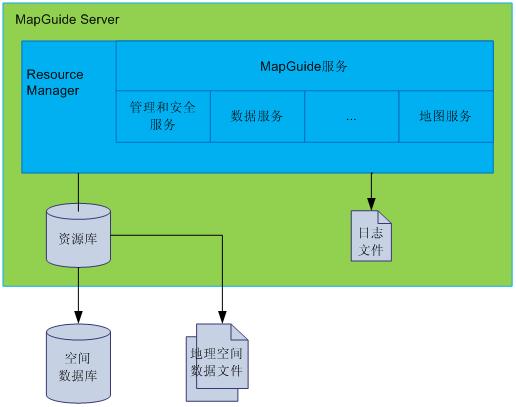 MapGuide Server
Resource
Manager
MapGuide服务
管理和安全
服务
数据服务
...
地图服务
资源库
日志
文件
空间
数据库
地理空间
数据文件